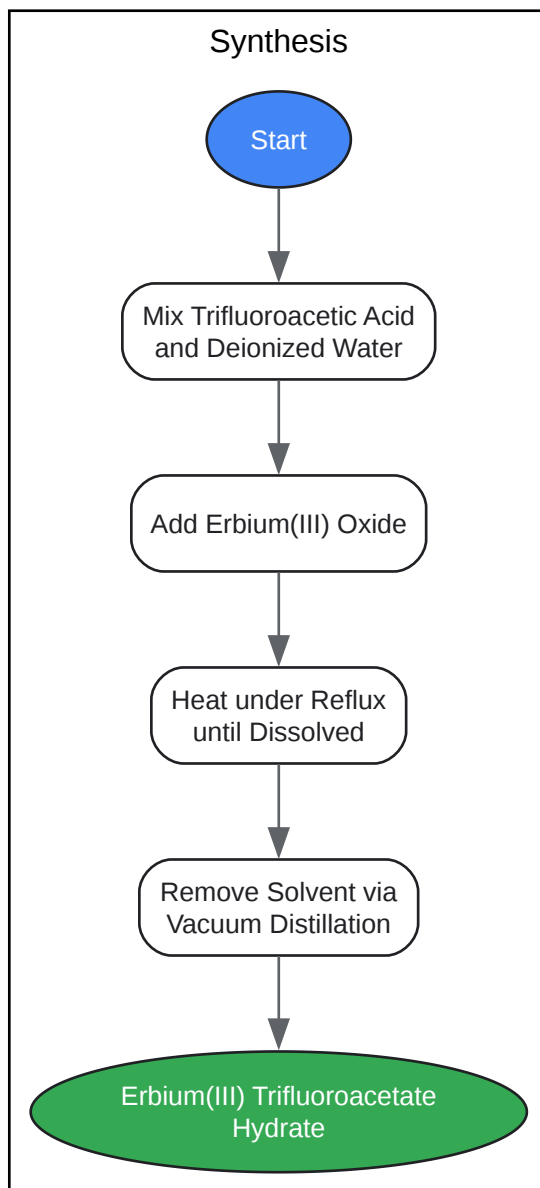 Synthesis
Start
Mix Trifluoroacetic Acid
and Deionized Water
Add Erbium(III) Oxide
Heat under Reflux
until Dissolved
Remove Solvent via
Vacuum Distillation
Erbium(III) Trifluoroacetate
Hydrate